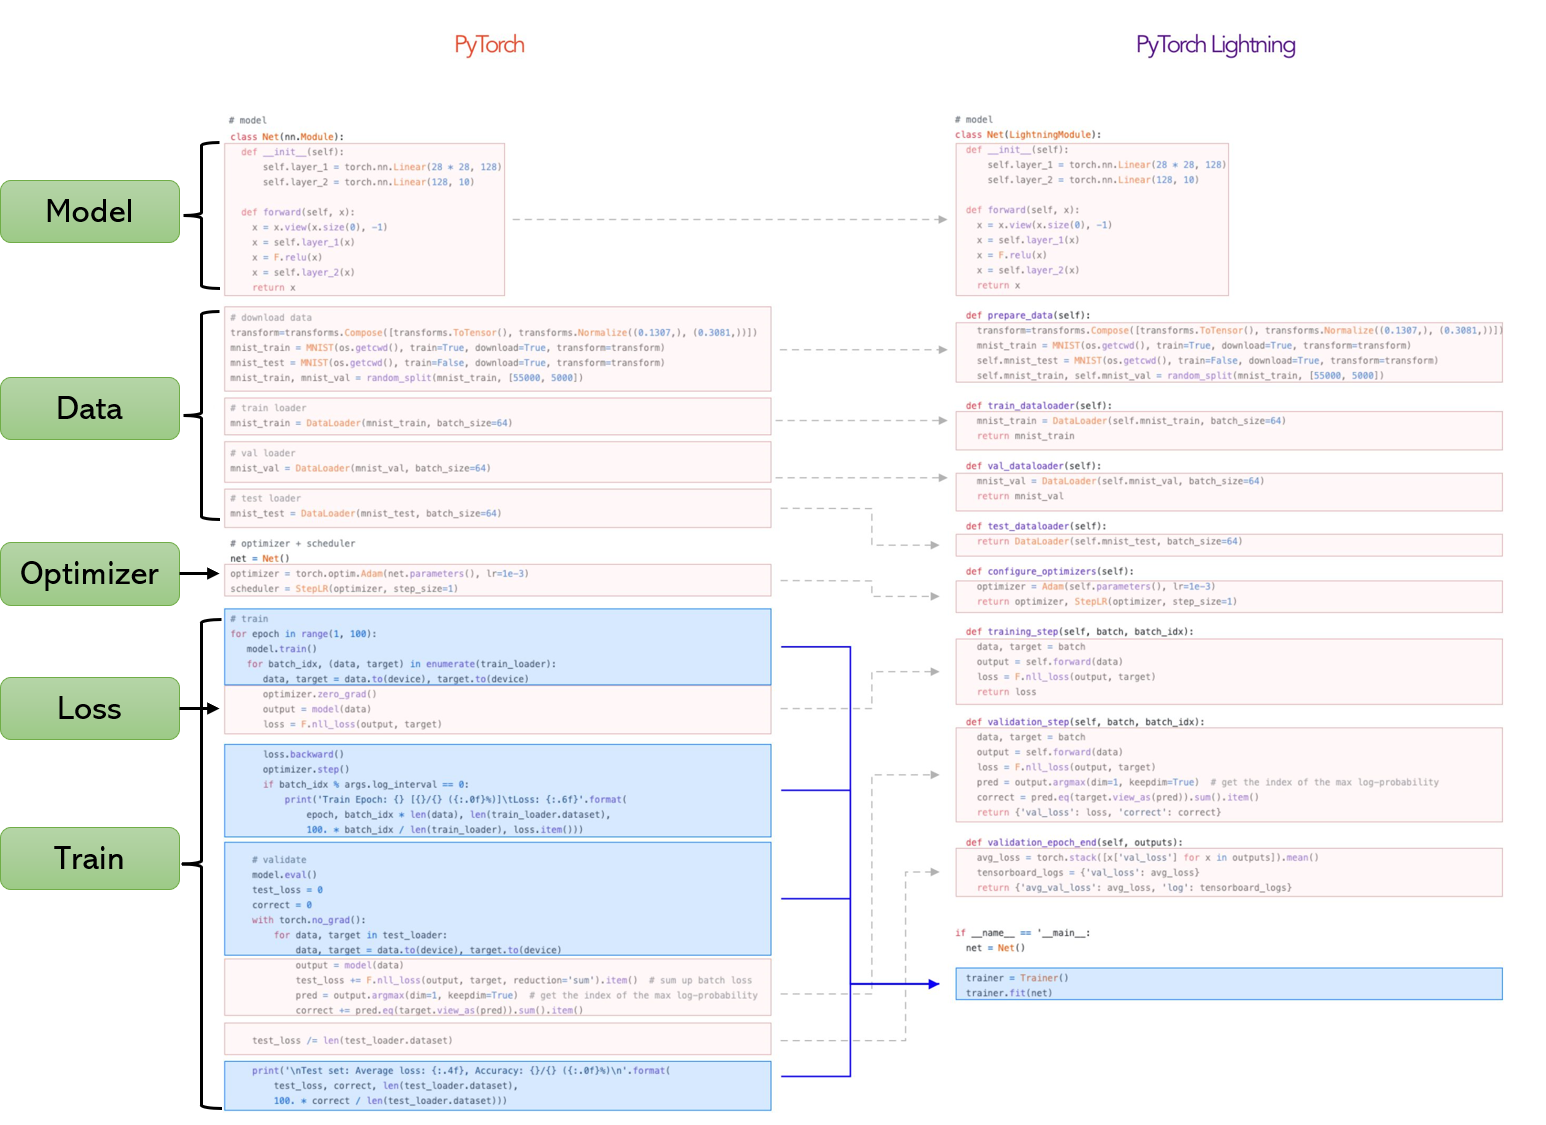 PyTorch
PyTorch Lightning
Model
Data
Optimizer
Loss
Train
# model
class Net(nn.Module):
def __init__(self):
self.layer_1 = torch.nn.Linear(28 * 28, 128)
self.layer_2 = torch.nn.Linear(128, 10)
def forward(self, x):
x = x.view(x.size(0), -1)
x = self.layer_1(x)
x = F.relu(x)
x = self.layer_2(x)
return x
# download data
transform=transforms.Compose([transforms.ToTensor(), transforms.Normalize((0.1307,), (0.3081,))])
mnist_train = MNIST(os.getcwd(), train=True, download=True, transform=transform)
mnist_test = MNIST(os.getcwd(), train=False, download=True, transform=transform)
mnist_train, mnist_val = random_split(mnist_train, [55000, 5000])
# train loader
mnist_train = DataLoader(mnist_train, batch_size=64)
# val loader
mnist_val = DataLoader(mnist_val, batch_size=64)
# test loader
mnist_test = DataLoader(mnist_test, batch_size=64)
# optimizer + scheduler
net = Net()
optimizer = torch.optim.Adam(net.parameters(), lr=1e-3)
scheduler = StepLR(optimizer, step_size=1)
# train
for epoch in range(1, 100):
model.train()
for batch_idx, (data, target) in enumerate(train_loader):
data, target = data.to(device), target.to(device)
optimizer.zero_grad()
output = model(data)
loss = F.nll_loss(output, target)
loss.backward()
optimizer.step()
if batch_idx % args.log_interval == 0:
print('Train Epoch: {} [{}/{} ({:.0f}%)]\tLoss: {:.6f}'.format(
epoch, batch_idx * len(data), len(train_loader.dataset),
100. * batch_idx / len(train_loader), loss.item()))
# validate
model.eval()
test_loss = 0
correct = 0
with torch.no_grad():
for data, target in test_loader:
data, target = data.to(device), target.to(device)
output = model(data)
test_loss += F.nll_loss(output, target, reduction='sum').item()  # sum up batch loss
pred = output.argmax(dim=1, keepdim=True)  # get the index of the max log-probability
correct += pred.eq(target.view_as(pred)).sum().item()
test_loss /= len(test_loader.dataset)
print('\nTest set: Average loss: {:.4f}, Accuracy: {}/{} ({:.0f}%)\n'.format(
test_loss, correct, len(test_loader.dataset),
100. * correct / len(test_loader.dataset)))
# model
class Net(LightningModule):
def __init__(self):
self.layer_1 = torch.nn.Linear(28 * 28, 128)
self.layer_2 = torch.nn.Linear(128, 10)
def forward(self, x):
x = x.view(x.size(0), -1)
x = self.layer_1(x)
x = F.relu(x)
x = self.layer_2(x)
return x
def prepare_data(self):
transform=transforms.Compose([transforms.ToTensor(), transforms.Normalize((0.1307,), (0.3081,))])
mnist_train = MNIST(os.getcwd(), train=True, download=True, transform=transform)
self.mnist_test = MNIST(os.getcwd(), train=False, download=True, transform=transform)
self.mnist_train, self.mnist_val = random_split(mnist_train, [55000, 5000])
def train_dataloader(self):
mnist_train = DataLoader(self.mnist_train, batch_size=64)
return mnist_train
def val_dataloader(self):
mnist_val = DataLoader(self.mnist_val, batch_size=64)
return mnist_val
def test_dataloader(self):
return DataLoader(self.mnist_test, batch_size=64)
def configure_optimizers(self):
optimizer = Adam(self.parameters(), lr=1e-3)
return optimizer, StepLR(optimizer, step_size=1)
def training_step(self, batch, batch_idx):
data, target = batch
output = self.forward(data)
loss = F.nll_loss(output, target)
return loss
def validation_step(self, batch, batch_idx):
data, target = batch
output = self.forward(data)
loss = F.nll_loss(output, target)
pred = output.argmax(dim=1, keepdim=True)  # get the index of the max log-probability
correct = pred.eq(target.view_as(pred)).sum().item()
return {'val_loss': loss, 'correct': correct}
def validation_epoch_end(self, outputs):
avg_loss = torch.stack([x['val_loss'] for x in outputs]).mean()
tensorboard_logs = {'val_loss': avg_loss}
return {'avg_val_loss': avg_loss, 'log': tensorboard_logs}
if __name__ == '__main__:
net = Net()
trainer = Trainer()
trainer.fit(net)